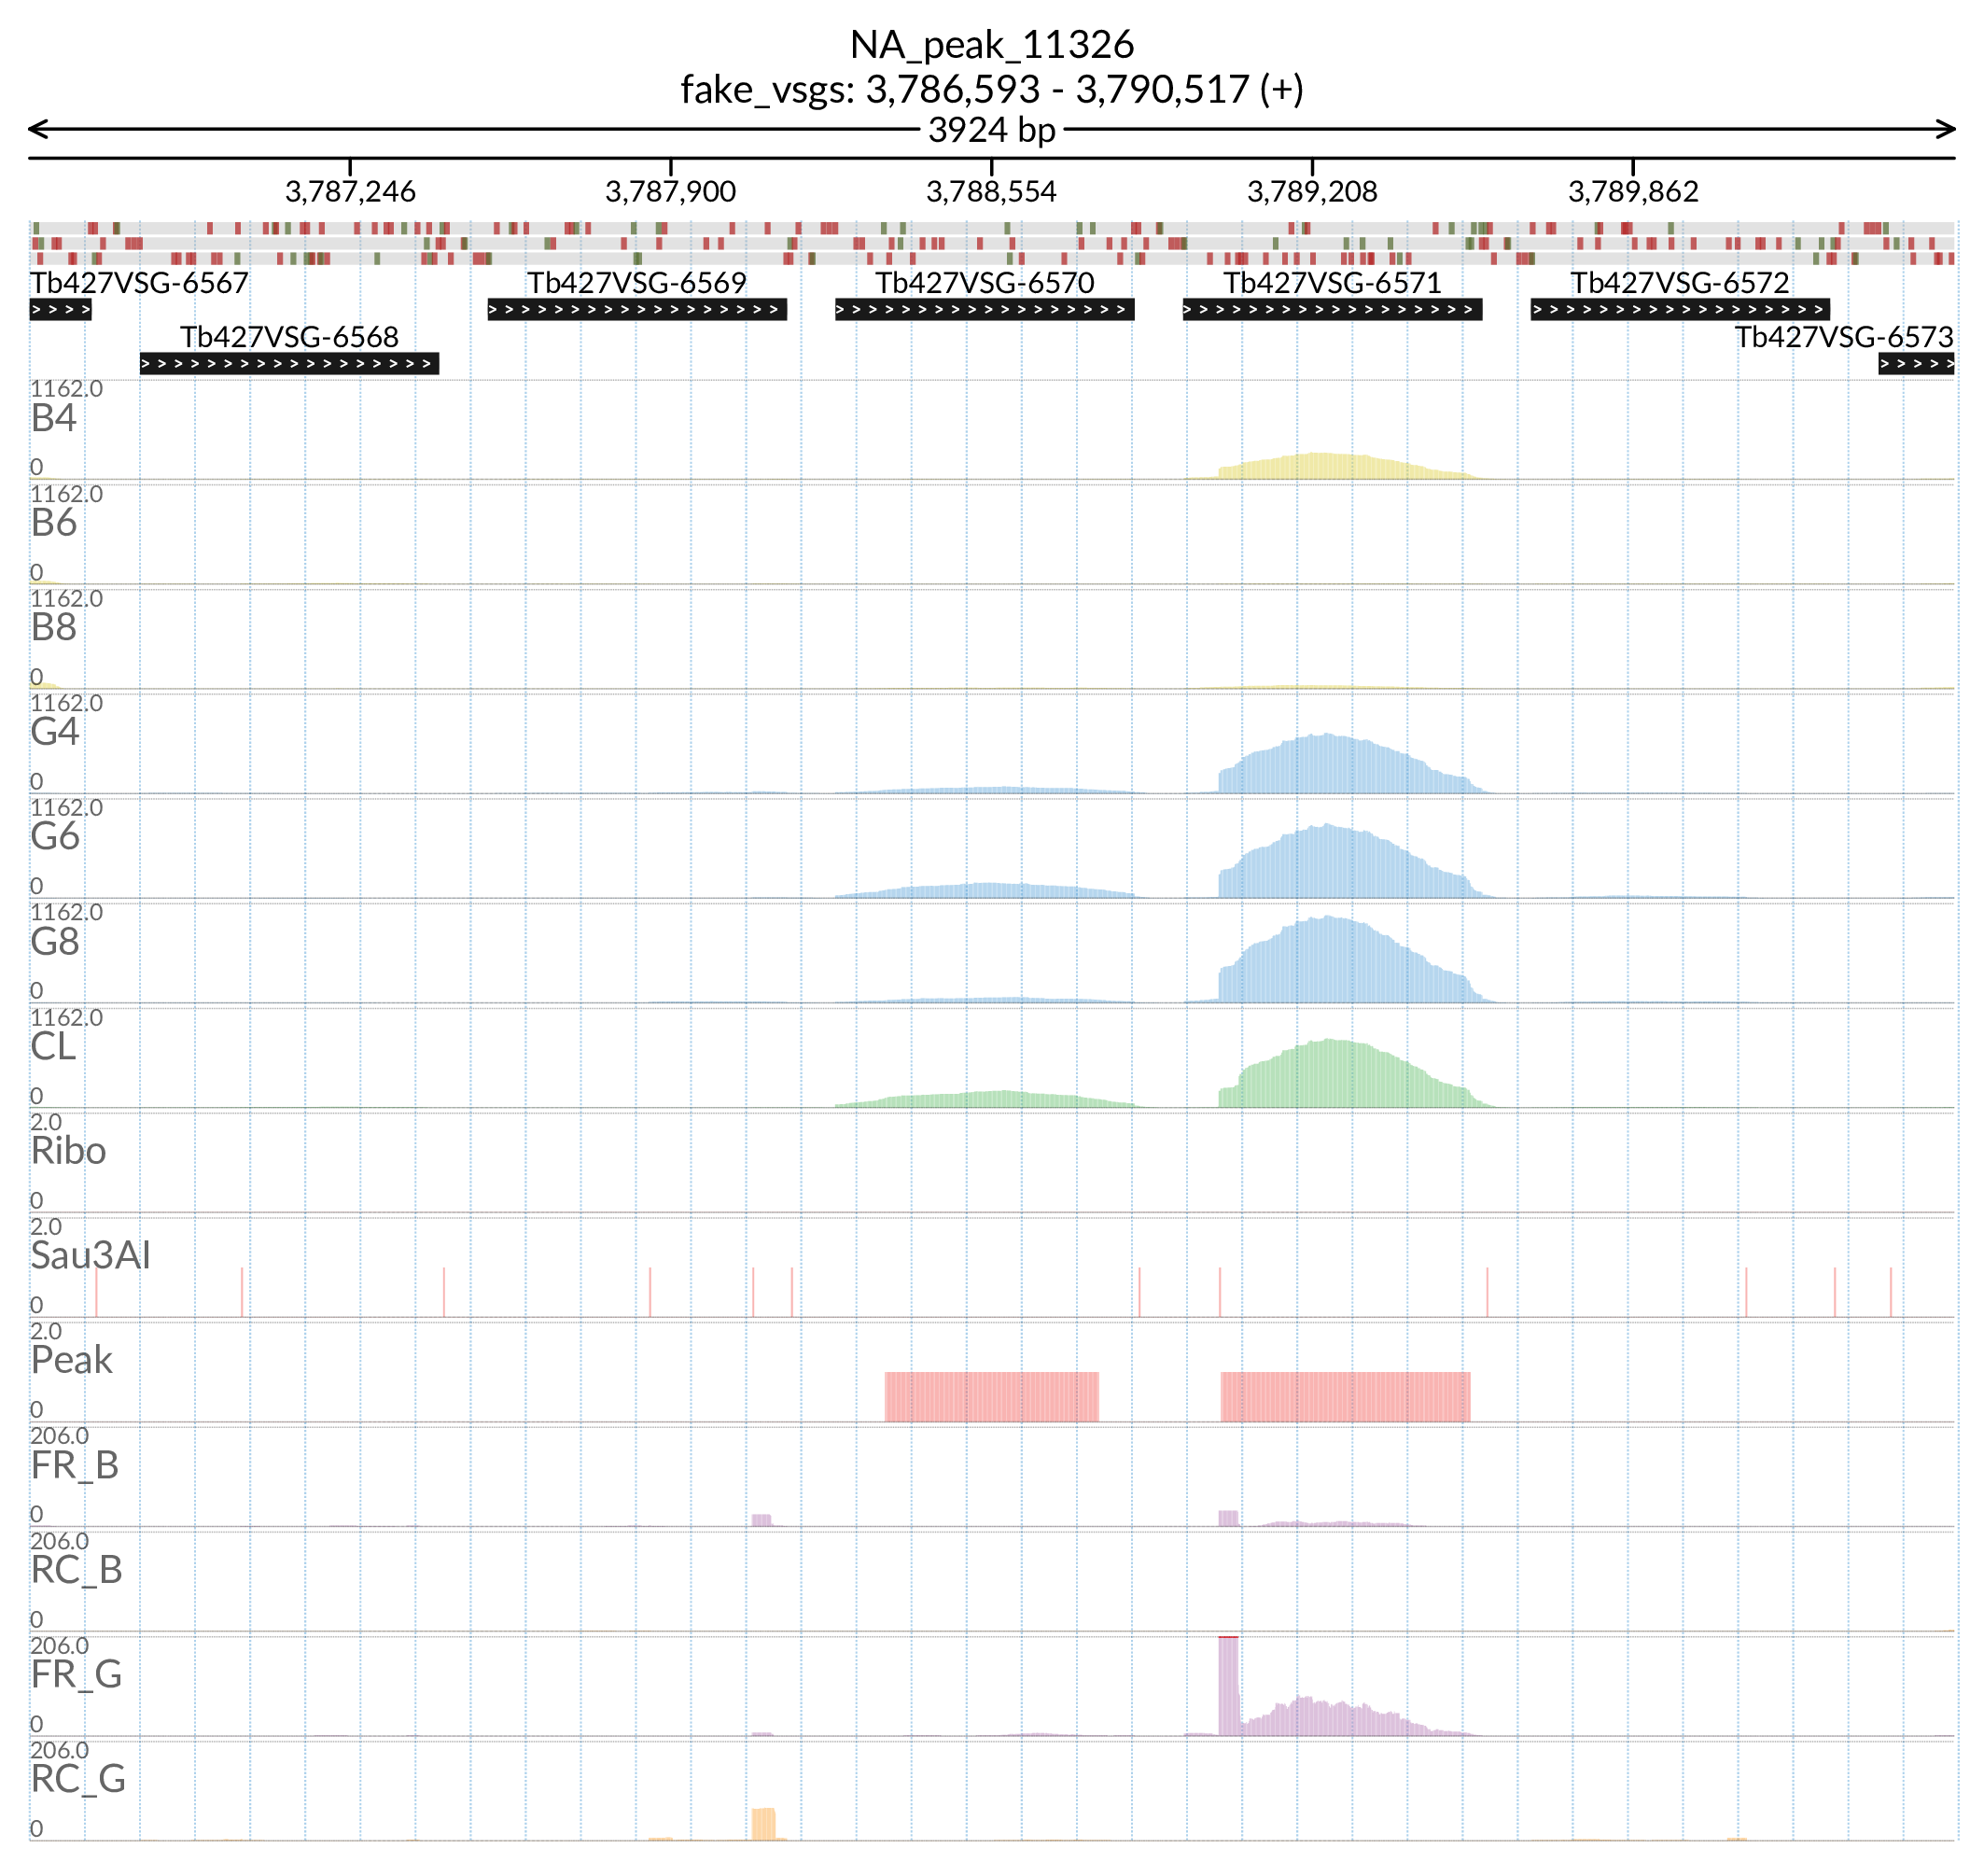 NA_peak_11326
fake_vsgs: 3,786,593 - 3,790,517 (+)
3924 bp
3,787,246 3,787,900 3,788,554 3,789,208 3,789,862
Tb427VSG-6567 Tb427VSG-6569 Tb427VSG-6570 Tb427VSG-6571 Tb427VSG-6572
Tb427VSG-6568 Tb427VSG-6573
1162.0
B4
0
1162.0
B6
0
1162.0
B8
0
1162.0
G4
0
1162.0
G6
0
1162.0
G8
0
1162.0
CL
0
2.0
Ribo
0
2.0
Sau3AI
0
2.0
Peak
0
206.0
FR_B
0
206.0
RC_B
0
206.0
FR_G
0
206.0
RC_G
0